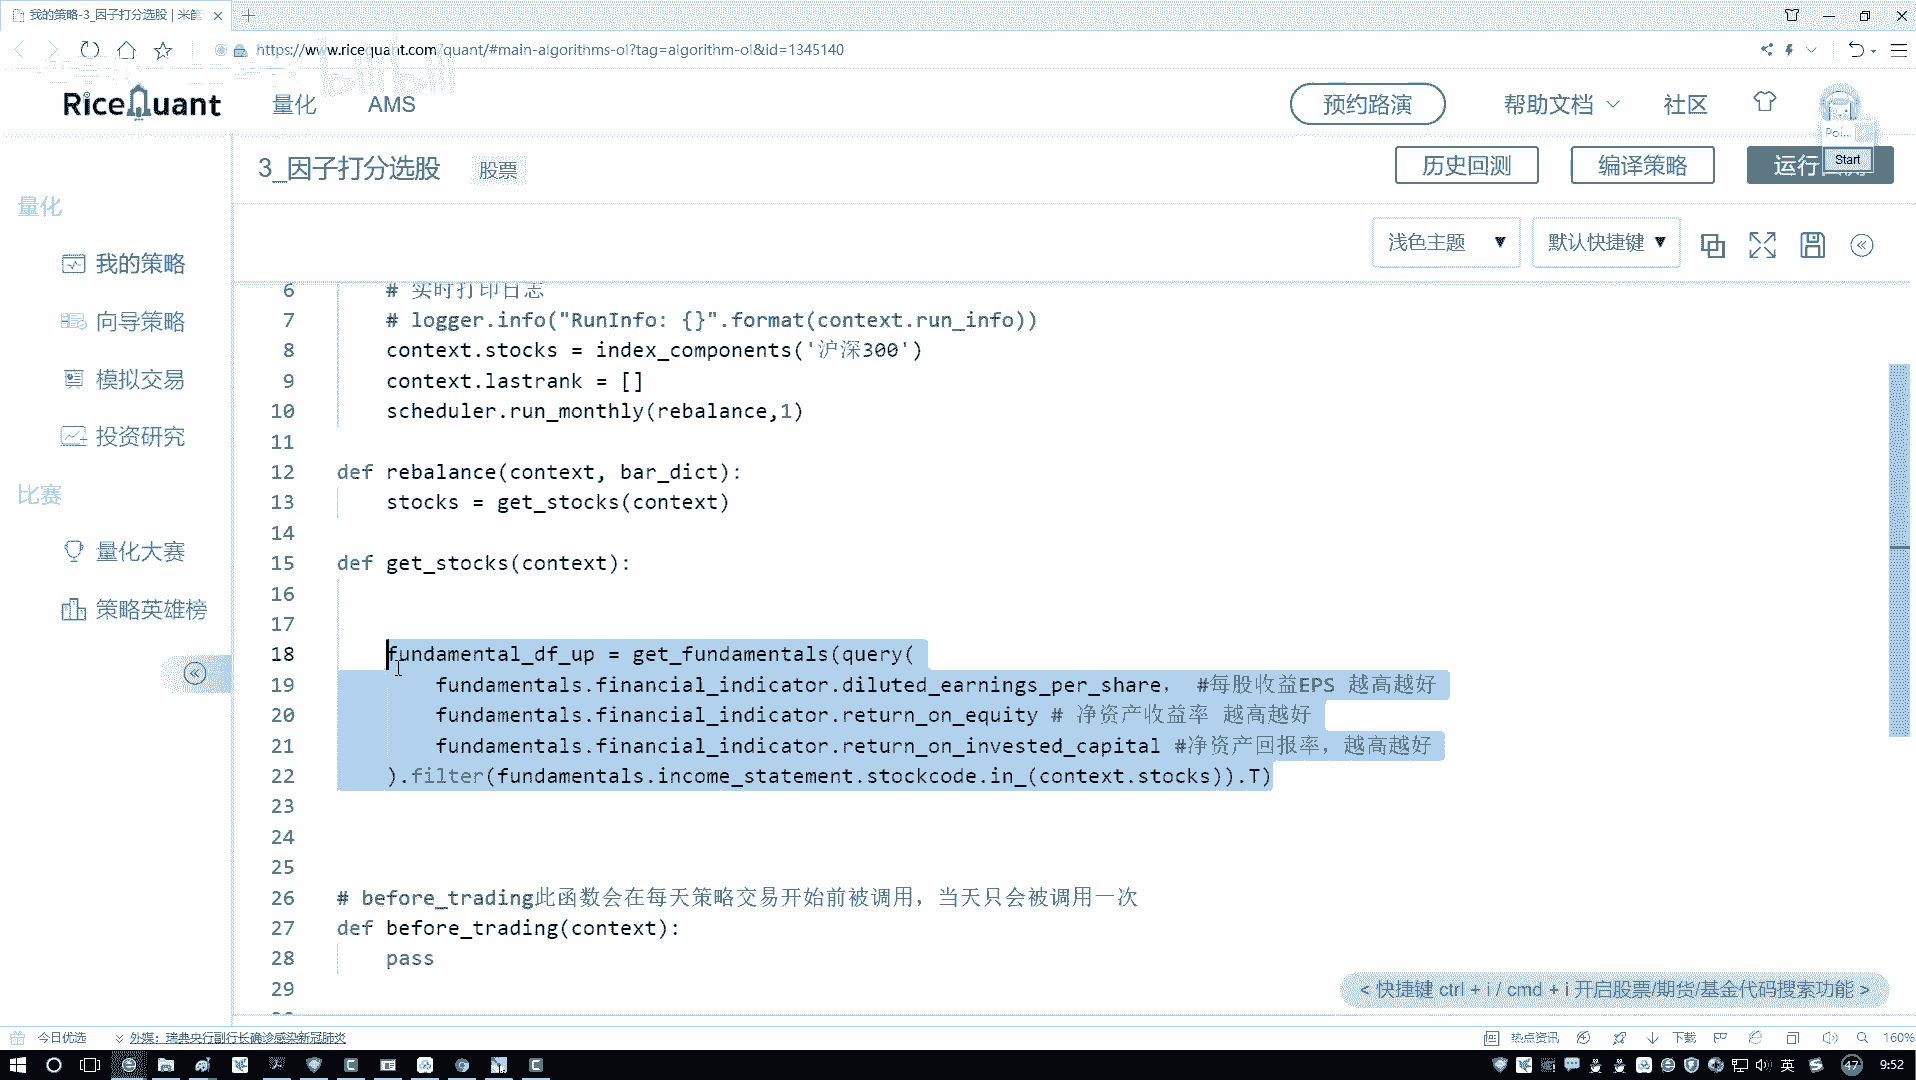 我的策略-3_因子打分选股 | 米筐
https://www.ricequant.com/quant/#main-algorithms-ol?tag=algorithm-ol&id=1345140
RiceQuant
量化
AMS
预约路演
帮助文档
社区
Poi...
Start
3_因子打分选股
股票
历史回测
编译策略
运行
量化
我的策略
向导策略
模拟交易
投资研究
比赛
量化大赛
策略英雄榜
浅色主题
默认快捷键
6 # 实时打印日志
7 # logger.info("RunInfo: {}".format(context.run_info))
8 context.stocks = index_components('沪深300')
9 context.lastrank = []
10 scheduler.run_monthly(rebalance,1)
11
12 def rebalance(context, bar_dict):
13 stocks = get_stocks(context)
14
15 def get_stocks(context):
16
17
18 fundamental_df_up = get_fundamentals(query(
19 fundamentals.financial_indicator.diluted_earnings_per_share， #每股收益EPS 越高越好
20 fundamentals.financial_indicator.return_on_equity # 净资产收益率 越高越好
21 fundamentals.financial_indicator.return_on_invested_capital #净资产回报率，越高越好
22 ).filter(fundamentals.income_statement.stockcode.in_(context.stocks)).T)
23
24
25
26 # before_trading此函数会在每天策略交易开始前被调用，当天只会被调用一次
27 def before_trading(context):
28 pass
29
< 快捷键 ctrl + i / cmd + i 开启股票/期货/基金代码搜索功能 >
今日优选
外媒：瑞典央行副行长确诊感染新冠肺炎
热点资讯
下载
160%
英
47
9:52